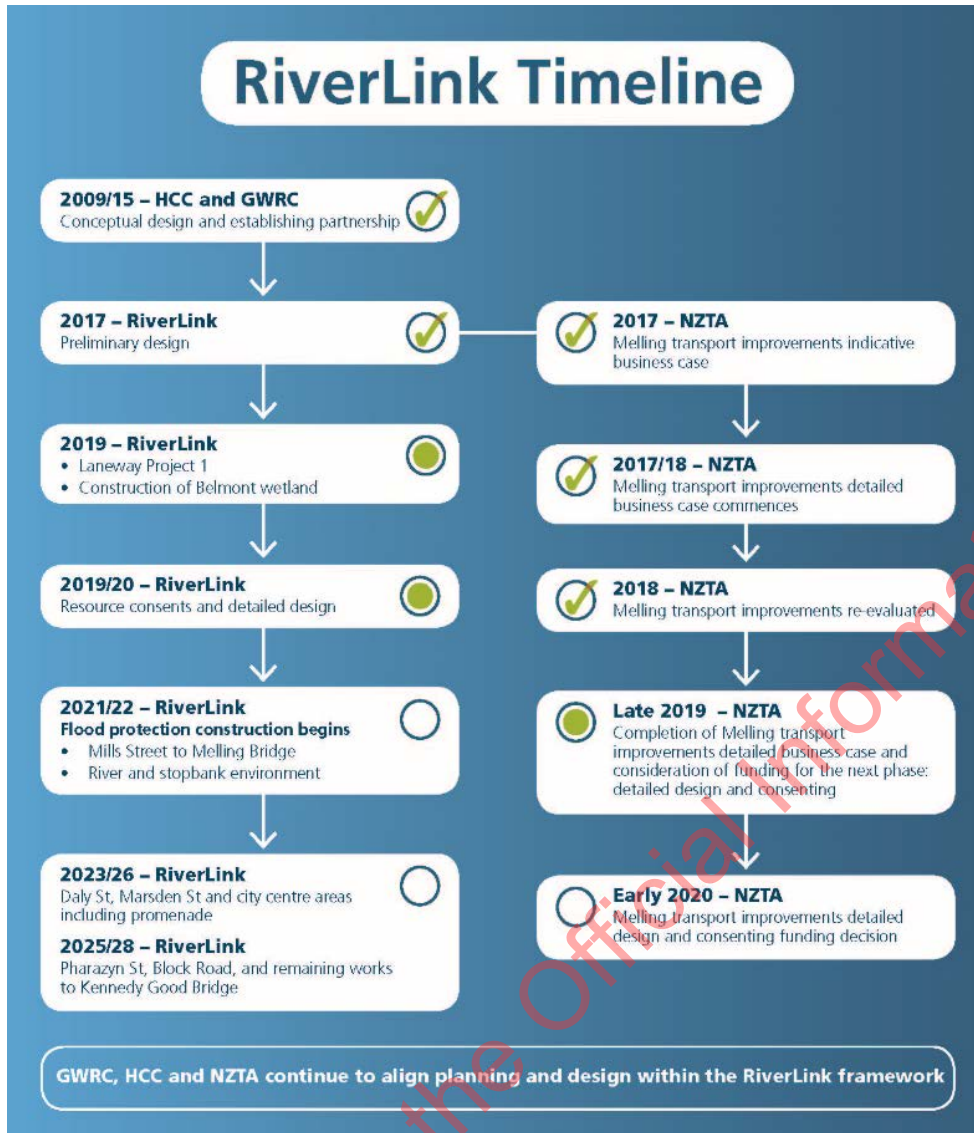 RiverLink Timeline
2009/15 – HCC and GWRC
Conceptual design and establishing partnership
2017 – RiverLink
Preliminary design
2019 – RiverLink
• Laneway Project 1
• Construction of Belmont wetland
2019/20 – RiverLink
Resource consents and detailed design
2021/22 – RiverLink
Flood protection construction begins
• Mills Street to Melling Bridge
• River and stopbank environment
2023/26 – RiverLink
Daly St, Marsden St and city centre areas
including promenade
2025/28 – RiverLink
Pharazyn St, Block Road, and remaining works
to Kennedy Good Bridge
2017 – NZTA
Melling transport improvements indicative
business case
2017/18 – NZTA
Melling transport improvements detailed
business case commences
2018 – NZTA
Melling transport improvements re-evaluated
Late 2019 – NZTA
Completion of Melling transport
improvements detailed business case and
consideration of funding for the next phase:
detailed design and consenting
Early 2020 – NZTA
Melling transport improvements detailed
design and consenting funding decision
GWRC, HCC and NZTA continue to align planning and design within the RiverLink framework
the Official